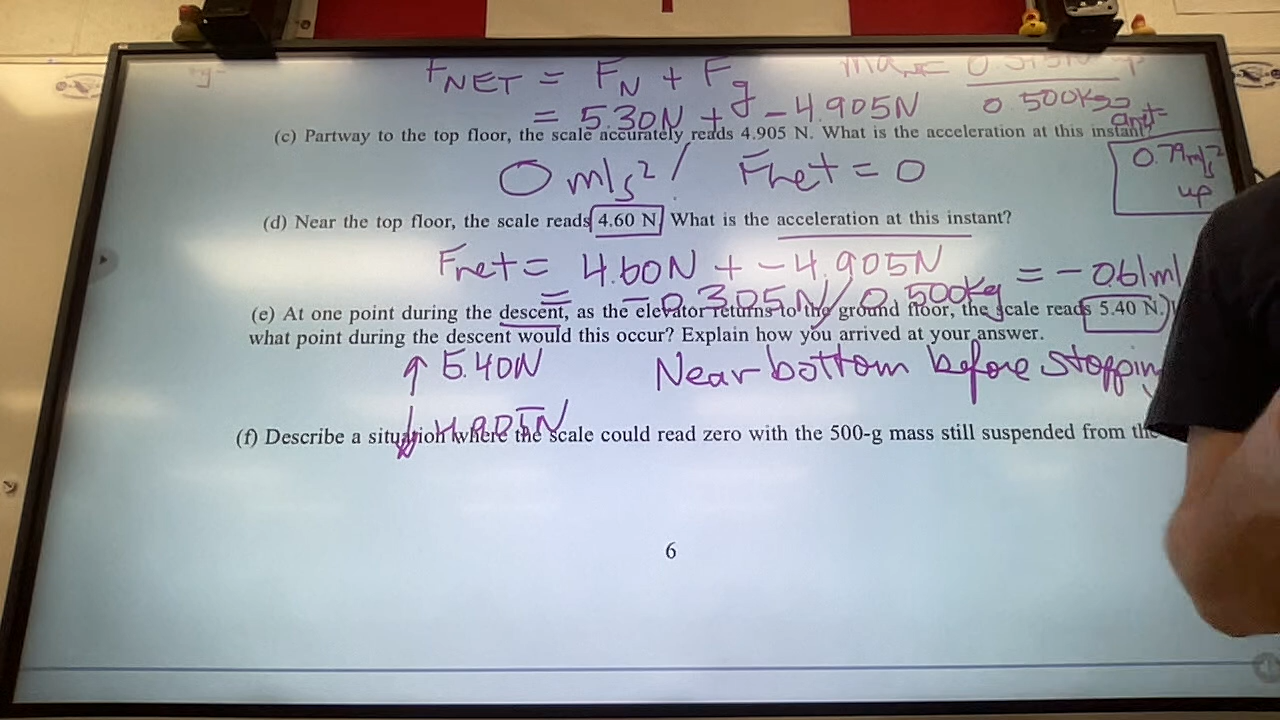 FNET = FN + Fg
= 5.30N + -4.905N
0.500kg
anet =
(c) Partway to the top floor, the scale accurately reads 4.905 N. What is the acceleration at this instant?
0 m/s² / Fnet = 0
0.79m/s²
up
(d) Near the top floor, the scale reads 4.60 N. What is the acceleration at this instant?
Fnet = 4.60N + -4.905N
= -0.305N/0.500kg = -0.61m/
(e) At one point during the descent, as the elevator returns to the ground floor, the scale reads 5.40 N.
what point during the descent would this occur? Explain how you arrived at your answer.
↑ 5.40N
Near bottom before stopping
↓ 4.905N
(f) Describe a situation where the scale could read zero with the 500-g mass still suspended from the
6